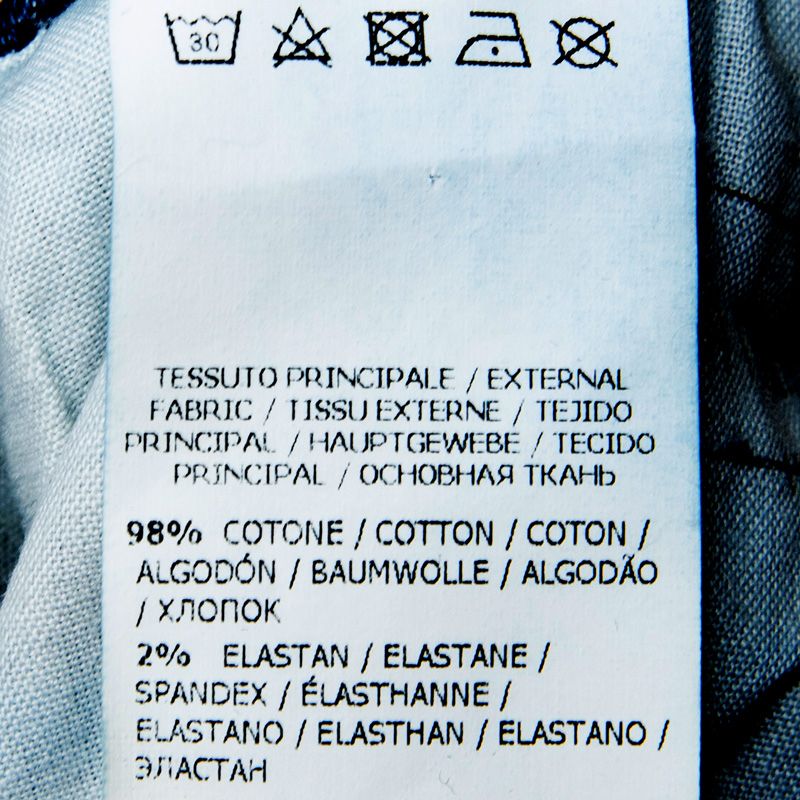 30
TESSUTO PRINCIPALE / EXTERNAL
FABRIC / TISSU EXTERNE / TEJIDO
PRINCIPAL / HAUPTGEWEBE / TECIDO
PRINCIPAL / ОСНОВНАЯ ТКАНЬ
98% COTONE / COTTON / COTON /
ALGODÓN / BAUMWOLLE / ALGODÃO
/ ХЛОПОК
2% ELASTAN / ELASTANE /
SPANDEX / ÉLASTHANNE /
ELASTANO / ELASTHAN / ELASTANO /
ЭЛАСТАН